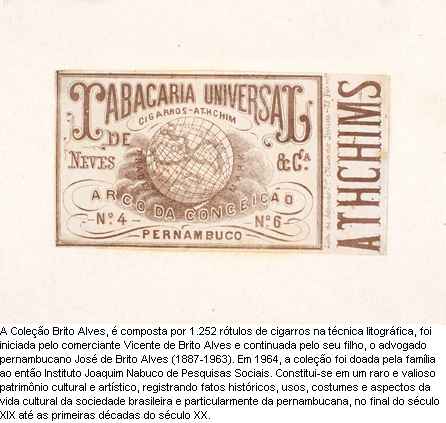 TABACARIA UNIVERSAL
CIGARROS-ATHCHIM
DE
NEVES & Cª
ARCO DA CONCEIÇÃO
Nº 4 Nº 6
PERNAMBUCO
ATHCHIMS
A Coleção Brito Alves, é composta por 1.252 rótulos de cigarros na técnica litográfica, foi
iniciada pelo comerciante Vicente de Brito Alves e continuada pelo seu filho, o advogado
pernambucano José de Brito Alves (1887-1963). Em 1964, a coleção foi doada pela família
ao então Instituto Joaquim Nabuco de Pesquisas Sociais. Constitui-se em um raro e valioso
patrimônio cultural e artístico, registrando fatos históricos, usos, costumes e aspectos da
vida cultural da sociedade brasileira e particularmente da pernambucana, no final do século
XIX até as primeiras décadas do século XX.